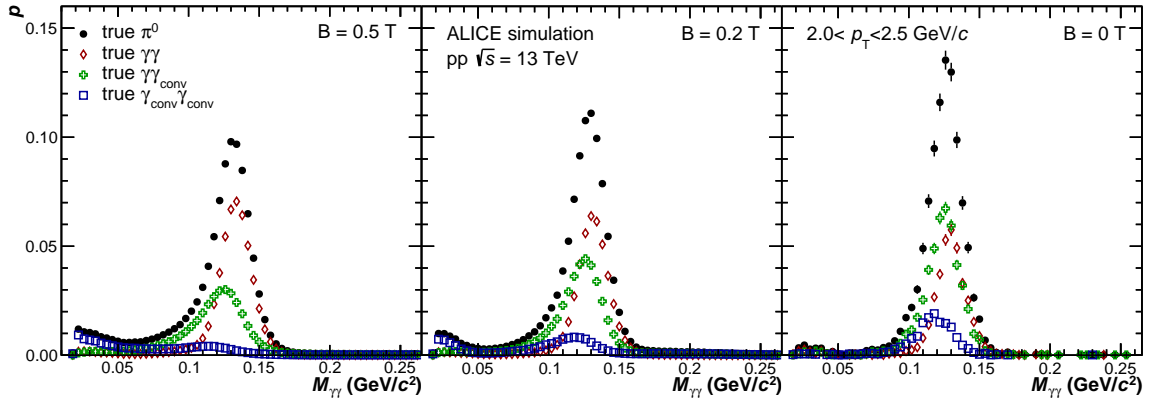 p
0.15
0.10
0.05
0.00
true π⁰
true γγ
true γγ_conv
true γ_convγ_conv
B = 0.5 T
0.05 0.1 0.15 0.2 0.25
M_γγ (GeV/c²)
ALICE simulation
pp √s = 13 TeV
B = 0.2 T
0.05 0.1 0.15 0.2 0.25
M_γγ (GeV/c²)
2.0< p_T<2.5 GeV/c
B = 0 T
0.05 0.1 0.15 0.2 0.25
M_γγ (GeV/c²)